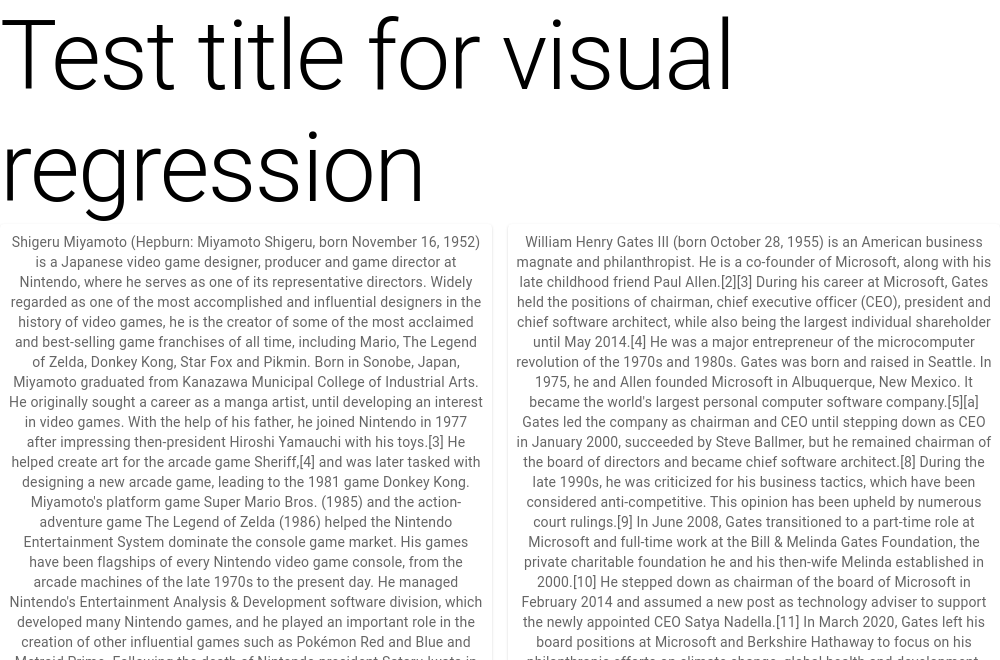 Test title for visual
regression
Shigeru Miyamoto (Hepburn: Miyamoto Shigeru, born November 16, 1952)
is a Japanese video game designer, producer and game director at
Nintendo, where he serves as one of its representative directors. Widely
regarded as one of the most accomplished and influential designers in the
history of video games, he is the creator of some of the most acclaimed
and best-selling game franchises of all time, including Mario, The Legend
of Zelda, Donkey Kong, Star Fox and Pikmin. Born in Sonobe, Japan,
Miyamoto graduated from Kanazawa Municipal College of Industrial Arts.
He originally sought a career as a manga artist, until developing an interest
in video games. With the help of his father, he joined Nintendo in 1977
after impressing then-president Hiroshi Yamauchi with his toys.[3] He
helped create art for the arcade game Sheriff,[4] and was later tasked with
designing a new arcade game, leading to the 1981 game Donkey Kong.
Miyamoto's platform game Super Mario Bros. (1985) and the action-
adventure game The Legend of Zelda (1986) helped the Nintendo
Entertainment System dominate the console game market. His games
have been flagships of every Nintendo video game console, from the
arcade machines of the late 1970s to the present day. He managed
Nintendo's Entertainment Analysis & Development software division, which
developed many Nintendo games, and he played an important role in the
creation of other influential games such as Pokémon Red and Blue and
Metroid Prime. Following the death of Nintendo president Satoru Iwata in
William Henry Gates III (born October 28, 1955) is an American business
magnate and philanthropist. He is a co-founder of Microsoft, along with his
late childhood friend Paul Allen.[2][3] During his career at Microsoft, Gates
held the positions of chairman, chief executive officer (CEO), president and
chief software architect, while also being the largest individual shareholder
until May 2014.[4] He was a major entrepreneur of the microcomputer
revolution of the 1970s and 1980s. Gates was born and raised in Seattle. In
1975, he and Allen founded Microsoft in Albuquerque, New Mexico. It
became the world's largest personal computer software company.[5][a]
Gates led the company as chairman and CEO until stepping down as CEO
in January 2000, succeeded by Steve Ballmer, but he remained chairman of
the board of directors and became chief software architect.[8] During the
late 1990s, he was criticized for his business tactics, which have been
considered anti-competitive. This opinion has been upheld by numerous
court rulings.[9] In June 2008, Gates transitioned to a part-time role at
Microsoft and full-time work at the Bill & Melinda Gates Foundation, the
private charitable foundation he and his then-wife Melinda established in
2000.[10] He stepped down as chairman of the board of Microsoft in
February 2014 and assumed a new post as technology adviser to support
the newly appointed CEO Satya Nadella.[11] In March 2020, Gates left his
board positions at Microsoft and Berkshire Hathaway to focus on his
philanthropic efforts on climate change, global health and development,